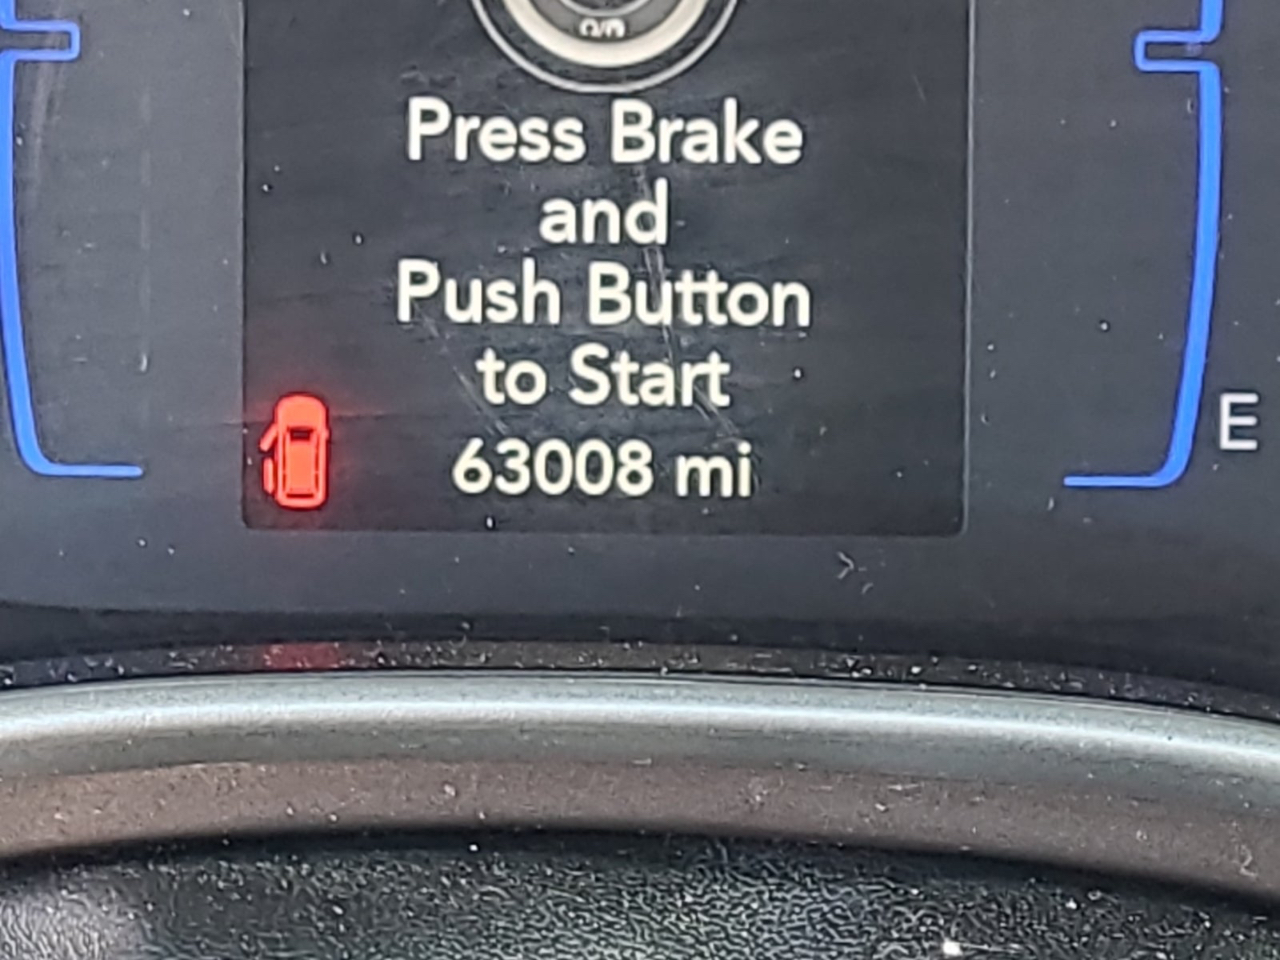 Press Brake
and
Push Button
to Start
63008 mi
E